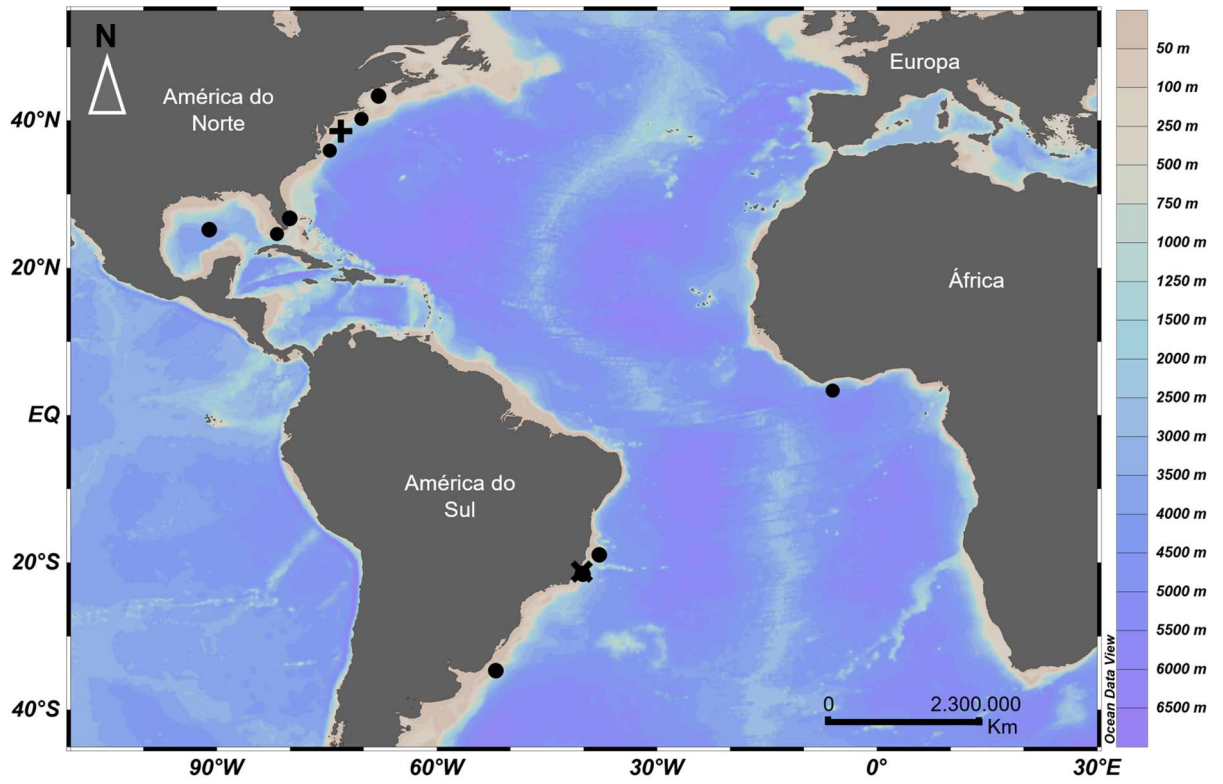 N
América do
Norte
Europa
África
América do
Sul
40°N
20°N
EQ
20°S
40°S
90°W
60°W
30°W
0°
30°E
0
2.300.000
Km
Ocean Data View
50 m
100 m
250 m
500 m
750 m
1000 m
1250 m
1500 m
2000 m
2500 m
3000 m
3500 m
4000 m
4500 m
5000 m
5500 m
6000 m
6500 m